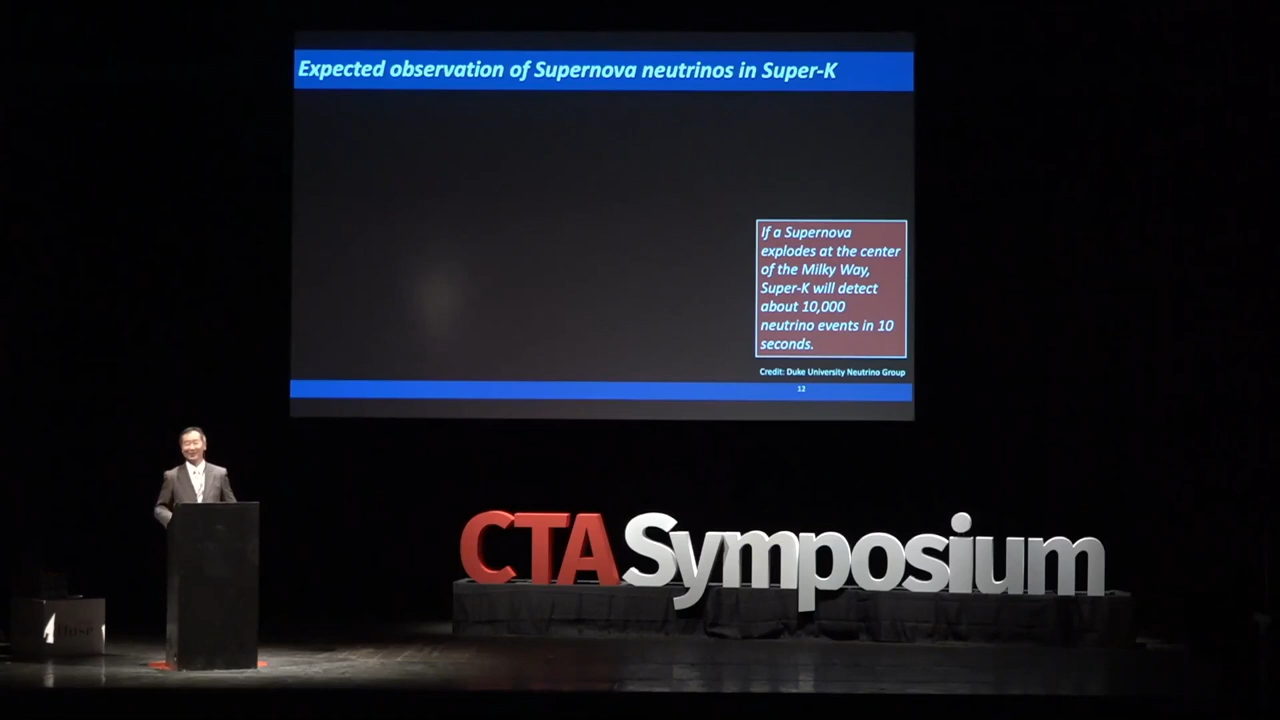 Expected observation of Supernova neutrinos in Super-K
If a Supernova
explodes at the center
of the Milky Way,
Super-K will detect
about 10,000
neutrino events in 10
seconds.
Credit: Duke University Neutrino Group
12
CTASymposium